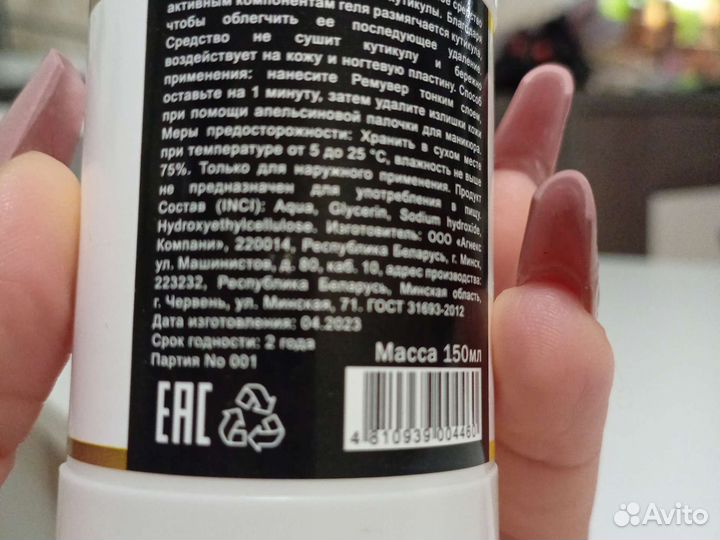 активным компонентам геля размягчается кутикула,
чтобы облегчить ее последующее удаление.
Средство не сушит кутикулу и бережно
воздействует на кожу и ногтевую пластину. Способ
применения: нанесите Ремувер тонким слоем,
оставьте на 1 минуту, затем удалите излишки кожи
при помощи апельсиновой палочки для маникюра.
Меры предосторожности: Хранить в сухом месте
при температуре от 5 до 25 °C, влажность не выше
75%. Только для наружного применения. Продукт
не предназначен для употребления в пищу.
Состав (INCI): Aqua, Glycerin, Sodium hydroxide,
Hydroxyethylcellulose. Изготовитель: ООО «Агнекс
Компани», 220014, Республика Беларусь, г. Минск,
ул. Машинистов, д. 80, каб. 10, адрес производства:
223232, Республика Беларусь, Минская область,
г. Червень, ул. Минская, 71. ГОСТ 31693-2012
Дата изготовления: 04.2023
Срок годности: 2 года
Партия No 001
Масса 150мл
EAC
4 810939 004460
Avito